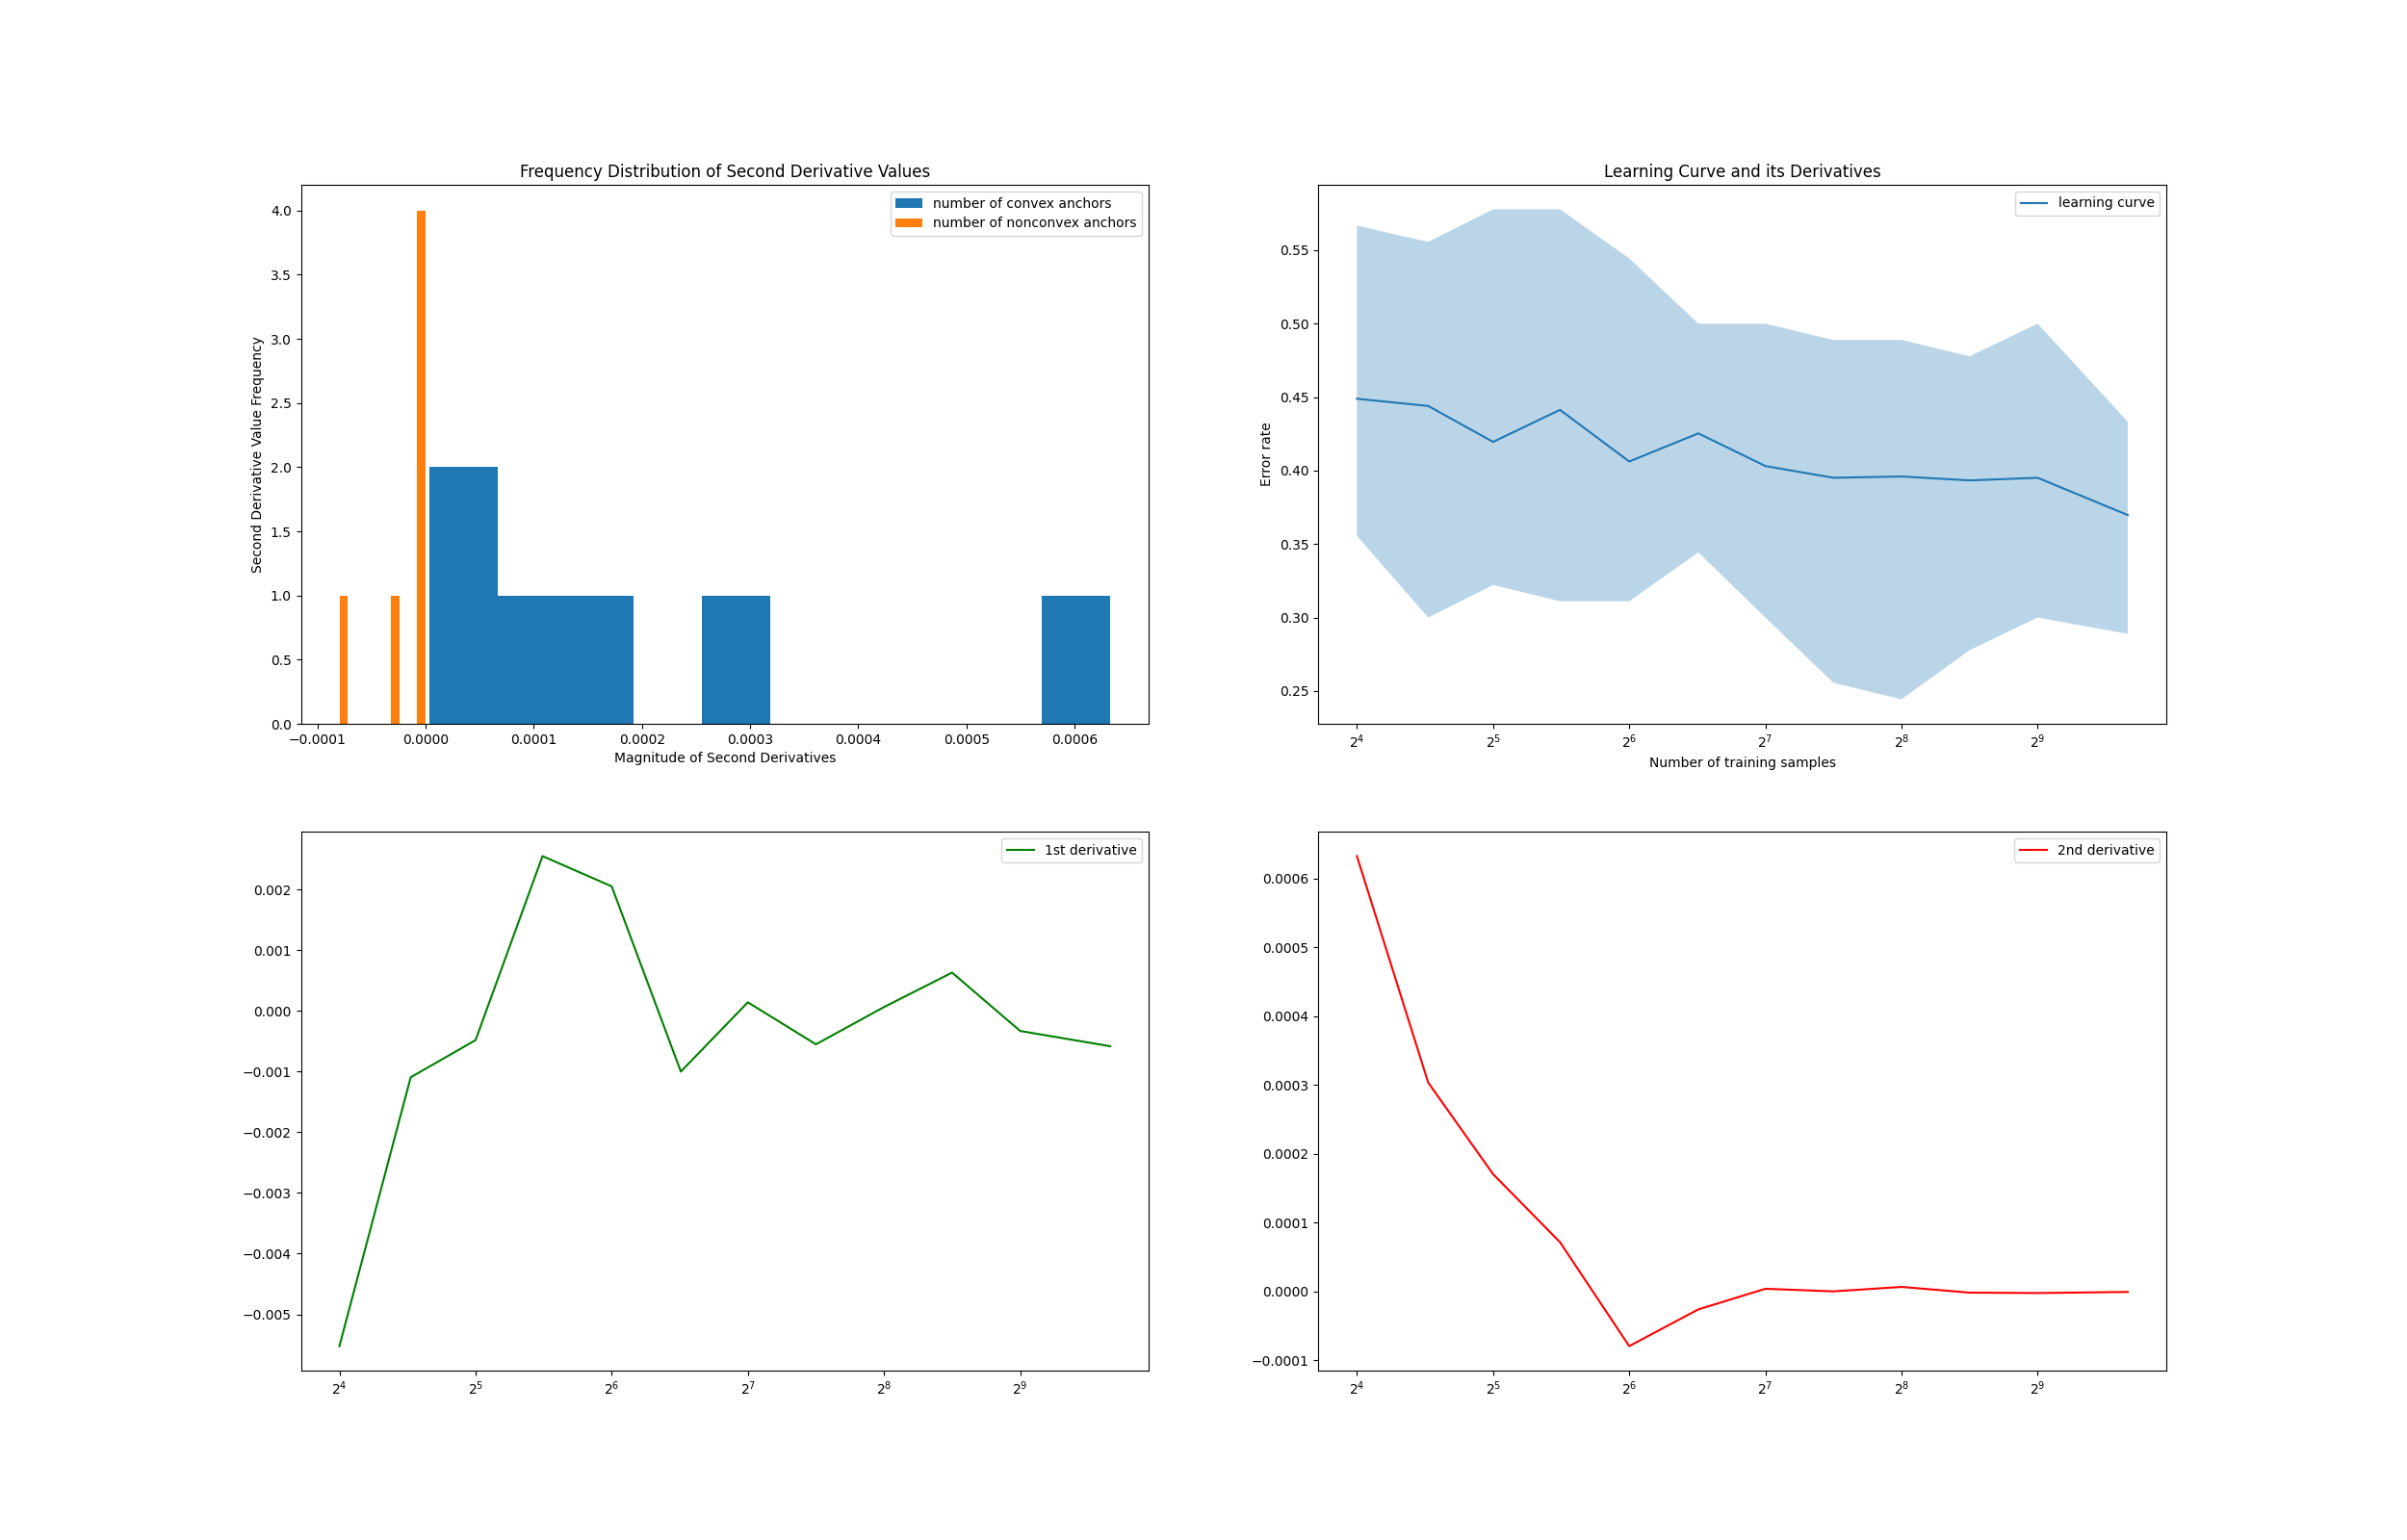 Frequency Distribution of Second Derivative Values
number of convex anchors
number of nonconvex anchors
4.0
3.5
3.0
2.5
2.0
1.5
1.0
0.5
0.0
Second Derivative Value Frequency
−0.0001 0.0000 0.0001 0.0002 0.0003 0.0004 0.0005 0.0006
Magnitude of Second Derivatives
Learning Curve and its Derivatives
learning curve
0.55
0.50
0.45
0.40
0.35
0.30
0.25
Error rate
2⁴ 2⁵ 2⁶ 2⁷ 2⁸ 2⁹
Number of training samples
1st derivative
0.002
0.001
0.000
−0.001
−0.002
−0.003
−0.004
−0.005
2⁴ 2⁵ 2⁶ 2⁷ 2⁸ 2⁹
2nd derivative
0.0006
0.0005
0.0004
0.0003
0.0002
0.0001
0.0000
−0.0001
2⁴ 2⁵ 2⁶ 2⁷ 2⁸ 2⁹